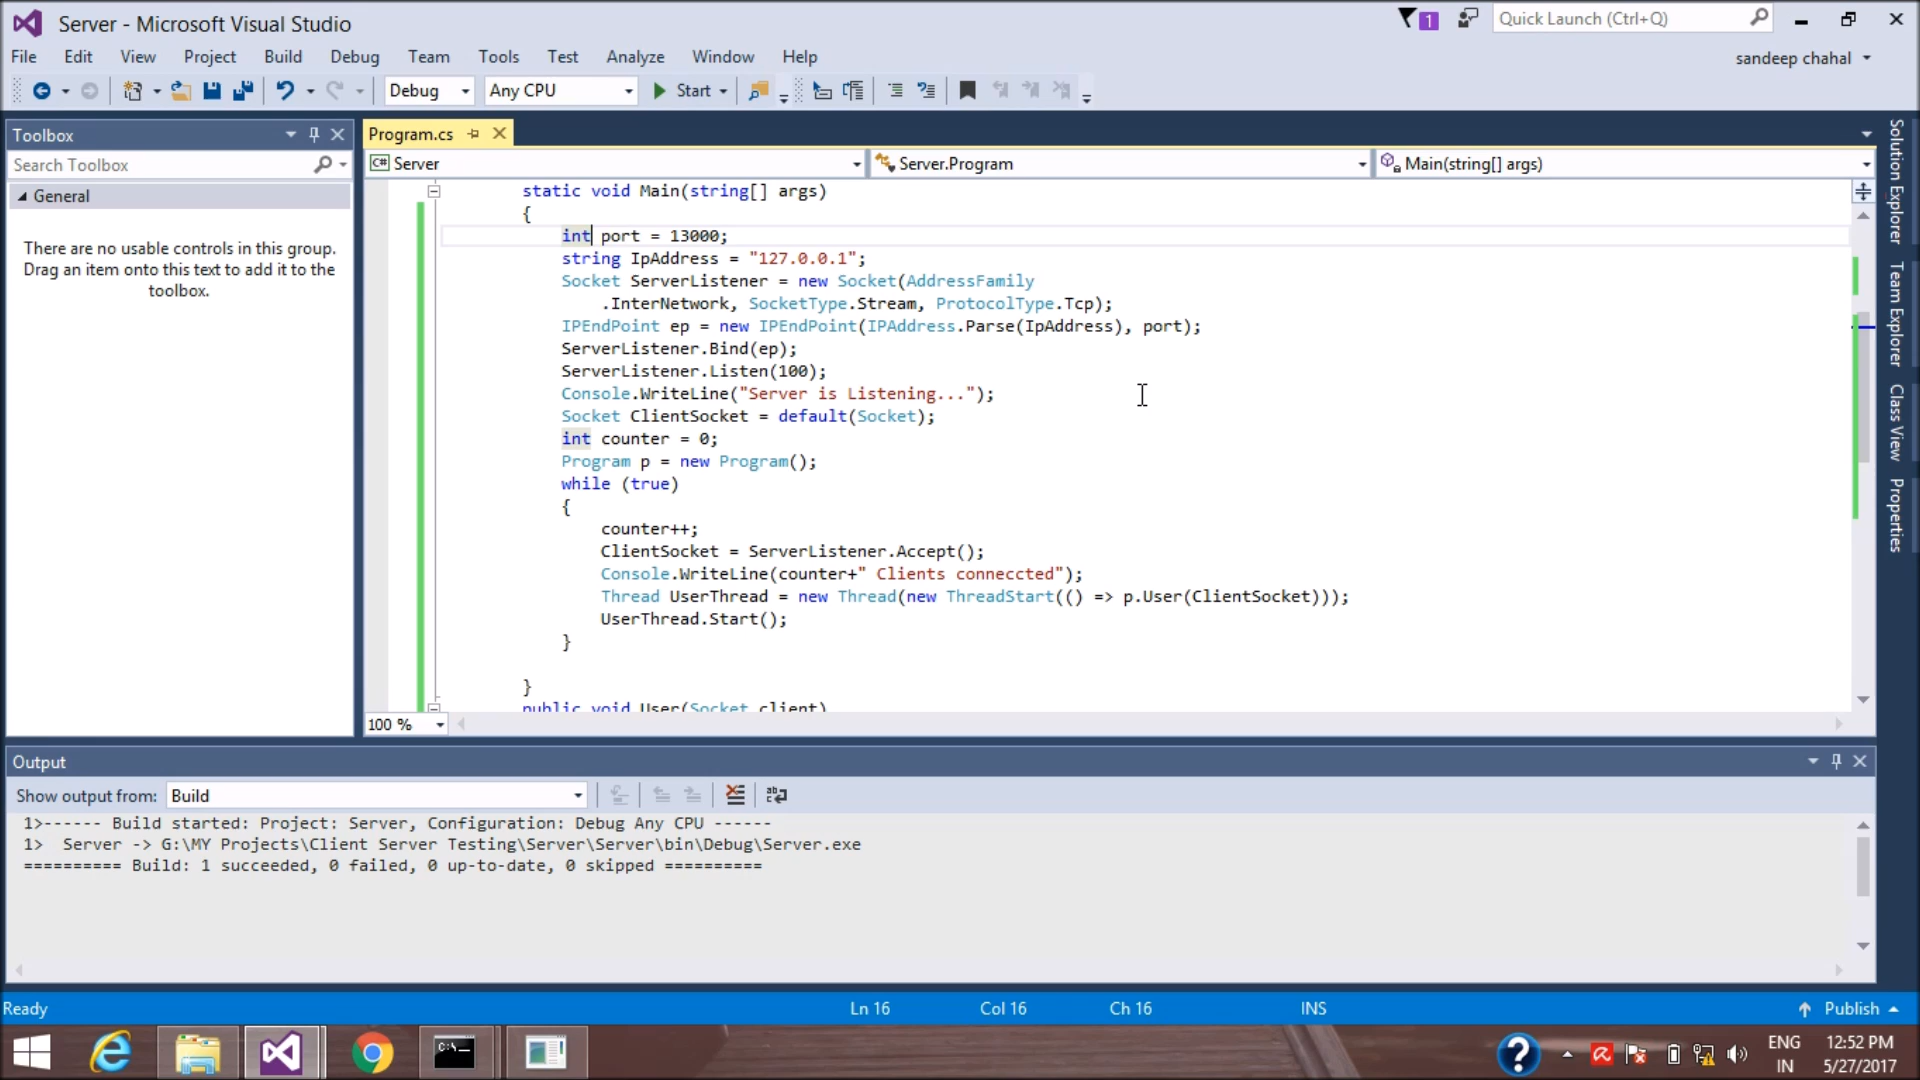 Server - Microsoft Visual Studio
1
Quick Launch (Ctrl+Q)
File Edit View Project Build Debug Team Tools Test Analyze Window Help
sandeep chahal
Debug
Any CPU
Start
Toolbox
Search Toolbox
General
There are no usable controls in this group.
Drag an item onto this text to add it to the
toolbox.
Program.cs
C# Server
Server.Program
Main(string[] args)
static void Main(string[] args)
{
int port = 13000;
string IpAddress = "127.0.0.1";
Socket ServerListener = new Socket(AddressFamily
.InterNetwork, SocketType.Stream, ProtocolType.Tcp);
IPEndPoint ep = new IPEndPoint(IPAddress.Parse(IpAddress), port);
ServerListener.Bind(ep);
ServerListener.Listen(100);
Console.WriteLine("Server is Listening...");
Socket ClientSocket = default(Socket);
int counter = 0;
Program p = new Program();
while (true)
{
counter++;
ClientSocket = ServerListener.Accept();
Console.WriteLine(counter+" Clients conneccted");
Thread UserThread = new Thread(new ThreadStart(() => p.User(ClientSocket)));
UserThread.Start();
}
}
public void User(Socket client)
100 %
Solution Explorer
Team Explorer
Class View
Properties
Output
Show output from: Build
1>------ Build started: Project: Server, Configuration: Debug Any CPU ------
1>  Server -> G:\MY Projects\Client Server Testing\Server\Server\bin\Debug\Server.exe
========== Build: 1 succeeded, 0 failed, 0 up-to-date, 0 skipped ==========
Ready
Ln 16
Col 16
Ch 16
INS
Publish
C:\
?
ENG
IN
12:52 PM
5/27/2017